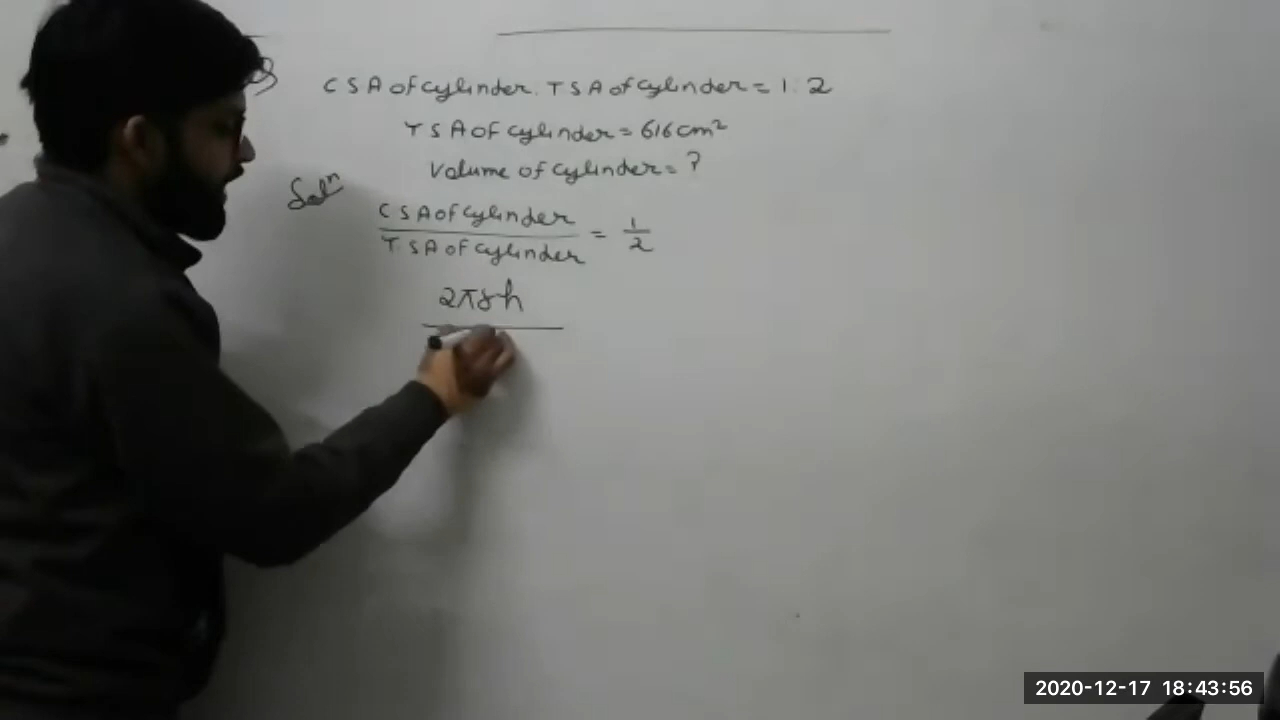 CSA of cylinder : TSA of cylinder = 1 : 2
TSA of cylinder = 616 cm²
Volume of cylinder = ?
Solⁿ
CSA of cylinder / TSA of cylinder = 1/2
2πrh
2020-12-17 18:43:56